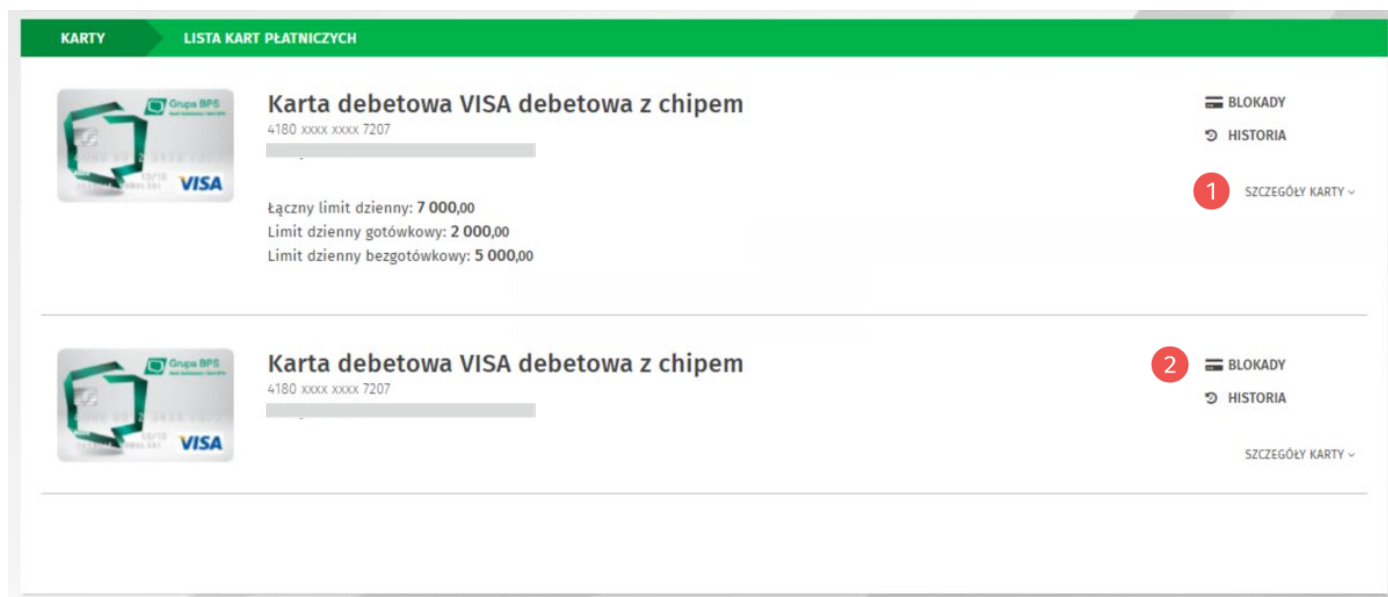 KARTY
LISTA KART PŁATNICZYCH
Grupa BPS
VISA
Karta debetowa VISA debetowa z chipem
4180 xxxx xxxx 7207
Łączny limit dzienny: 7 000,00
Limit dzienny gotówkowy: 2 000,00
Limit dzienny bezgotówkowy: 5 000,00
BLOKADY
HISTORIA
1 SZCZEGÓŁY KARTY
Grupa BPS
VISA
Karta debetowa VISA debetowa z chipem
4180 xxxx xxxx 7207
2 BLOKADY
HISTORIA
SZCZEGÓŁY KARTY